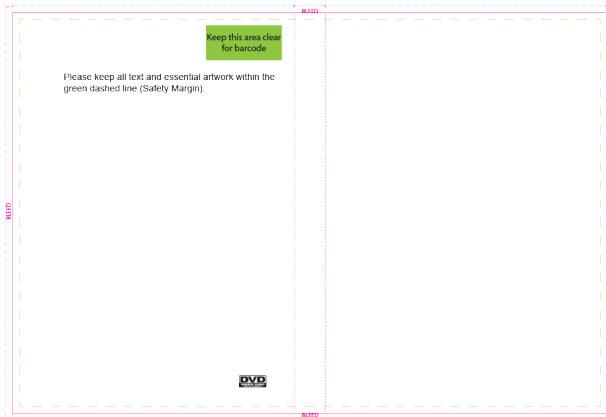 BLEED
Keep this area clear
for barcode
Please keep all text and essential artwork within the
green dashed line (Safety Margin).
BLEED
DVD
BLEED